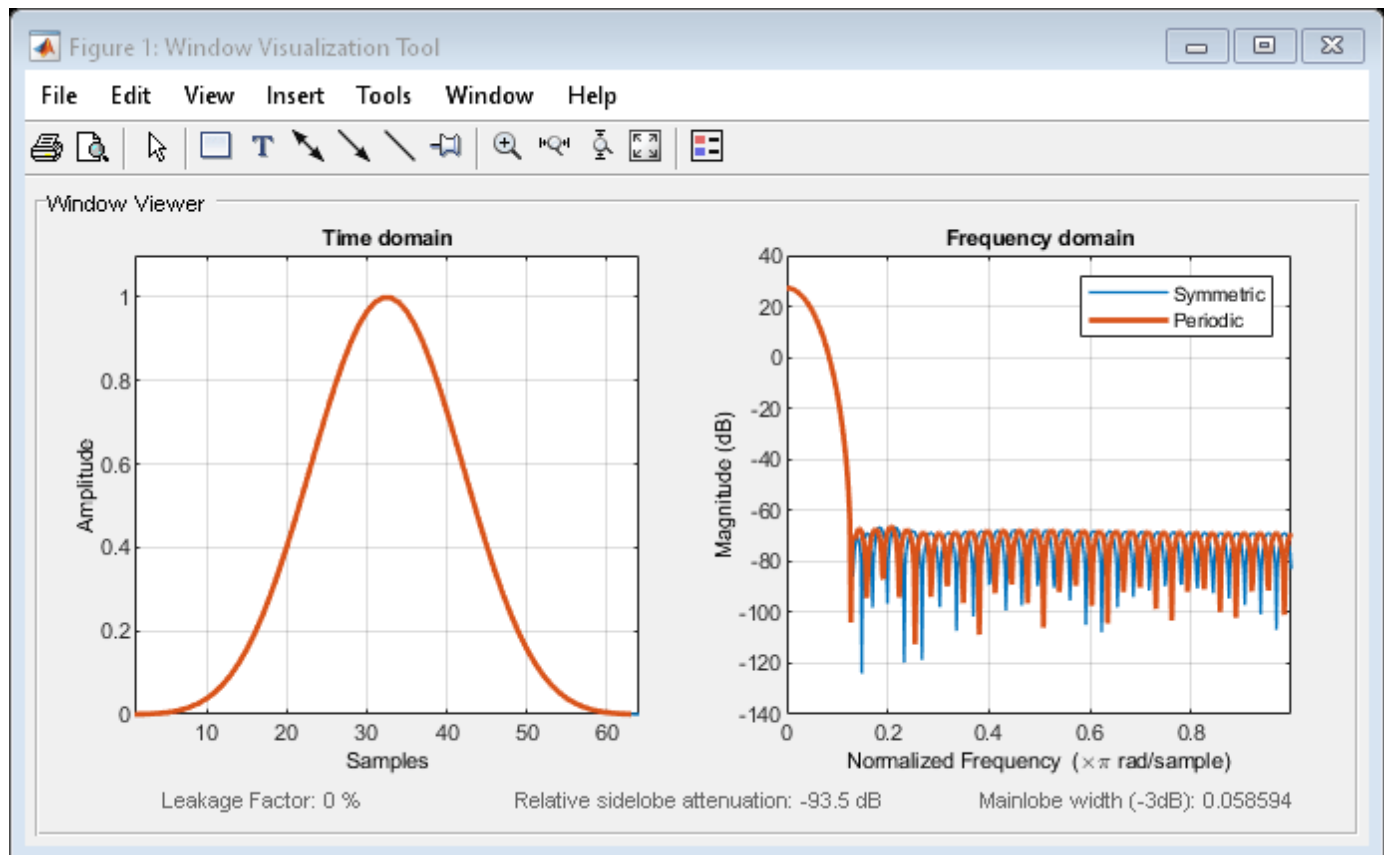 Figure 1: Window Visualization Tool
File Edit View Insert Tools Window Help
T
Window Viewer
Time domain
1
0.8
0.6
0.4
0.2
0
10 20 30 40 50 60
Amplitude
Samples
Frequency domain
40
20
0
-20
-40
-60
-80
-100
-120
-140
0 0.2 0.4 0.6 0.8
Magnitude (dB)
Normalized Frequency (×π rad/sample)
Symmetric
Periodic
Leakage Factor: 0 % Relative sidelobe attenuation: -93.5 dB Mainlobe width (-3dB): 0.058594